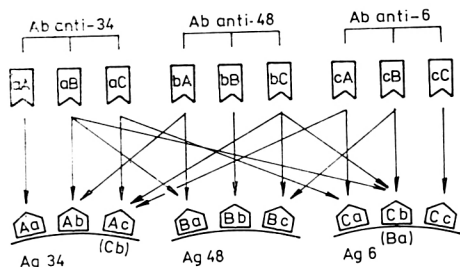 Ab anti-34 Ab anti-48 Ab anti-6
aA aB aC bA bB bC cA cB cC
Aa Ab Ac Ba Bb Bc Ca Cb Cc
(Cb) (Ba)
Ag 34 Ag 48 Ag 6